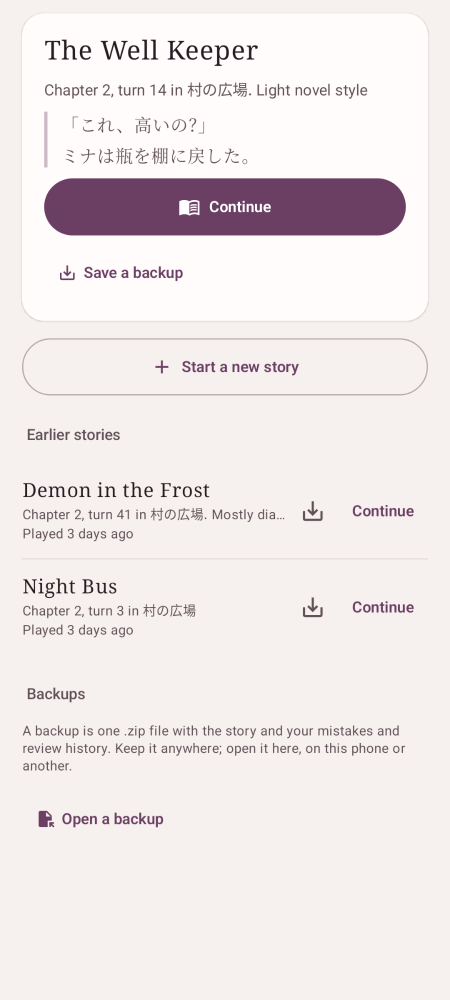 The Well Keeper
Chapter 2, turn 14 in 村の広場. Light novel style
「これ、高いの?」
ミナは瓶を棚に戻した。
Continue
Save a backup
Start a new story
Earlier stories
Demon in the Frost
Chapter 2, turn 41 in 村の広場. Mostly dia…
Played 3 days ago
Continue
Night Bus
Chapter 2, turn 3 in 村の広場
Played 3 days ago
Continue
Backups
A backup is one .zip file with the story and your mistakes and
review history. Keep it anywhere; open it here, on this phone or
another.
Open a backup